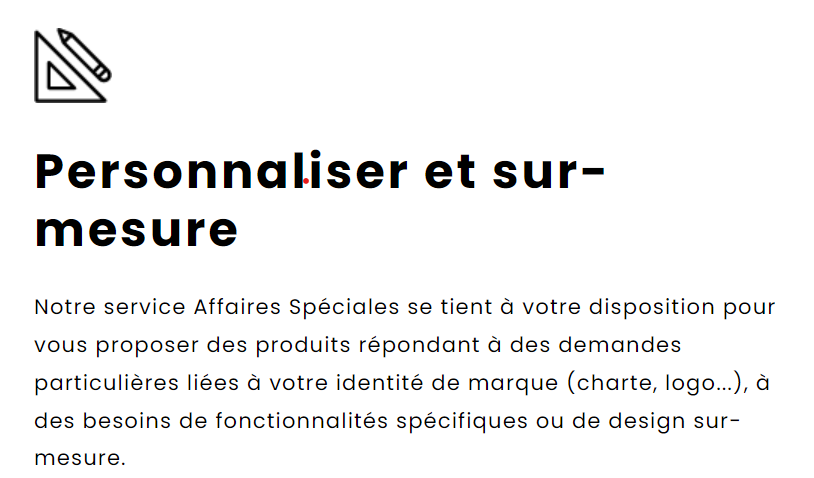 Personnaliser et sur-
mesure
Notre service Affaires Spéciales se tient à votre disposition pour
vous proposer des produits répondant à des demandes
particulières liées à votre identité de marque (charte, logo...), à
des besoins de fonctionnalités spécifiques ou de design sur-
mesure.